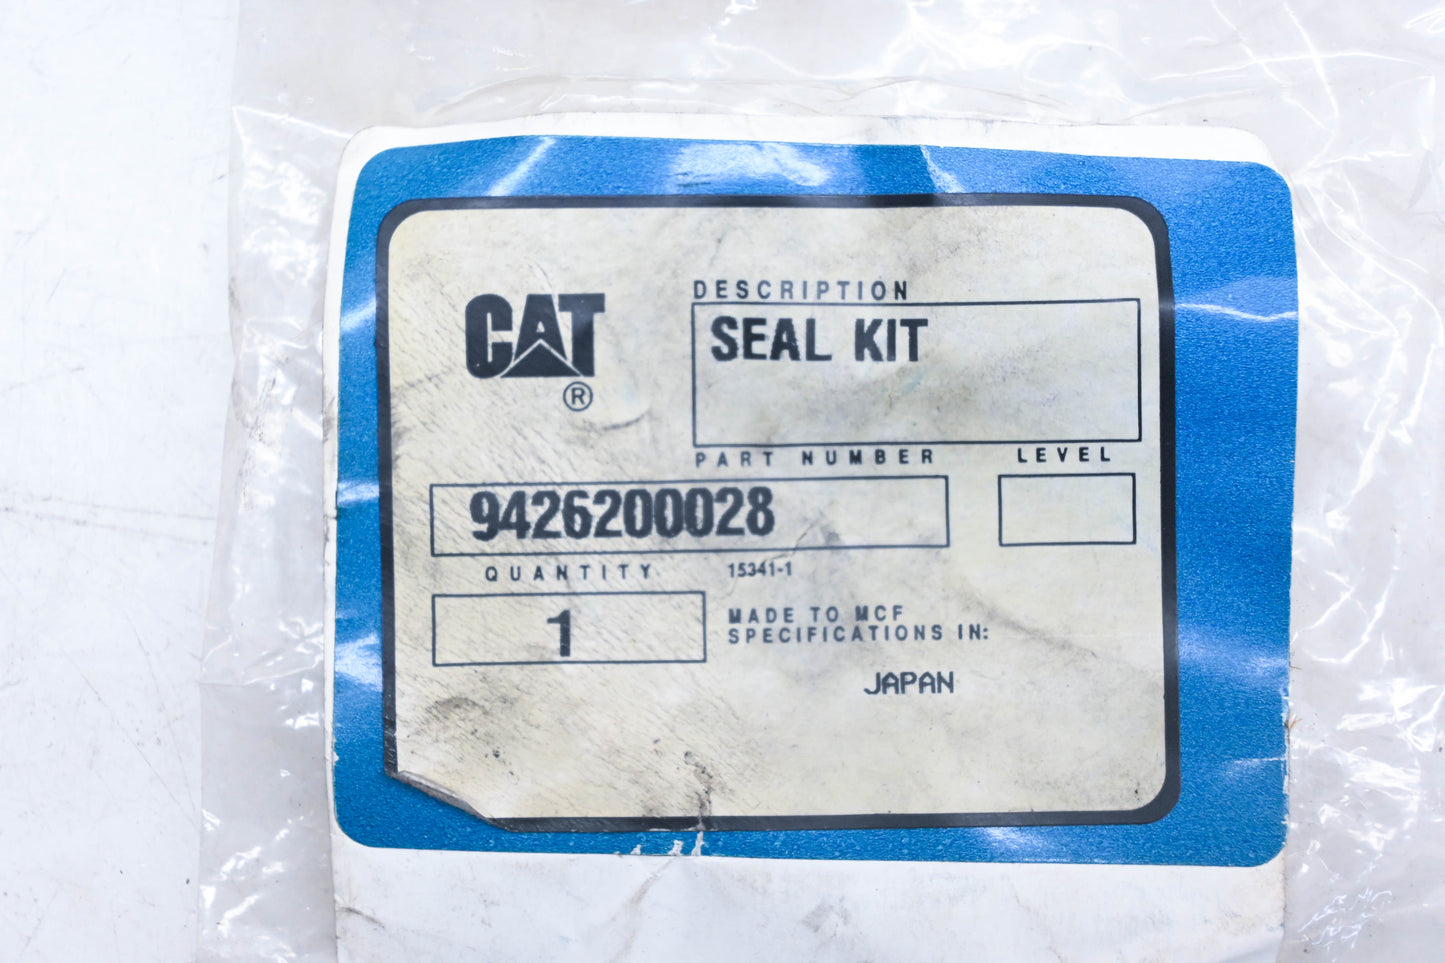 CAT
®
DESCRIPTION
SEAL KIT
PART NUMBER
LEVEL
9426200028
QUANTITY
15341-1
1
MADE TO MCF
SPECIFICATIONS IN:
JAPAN